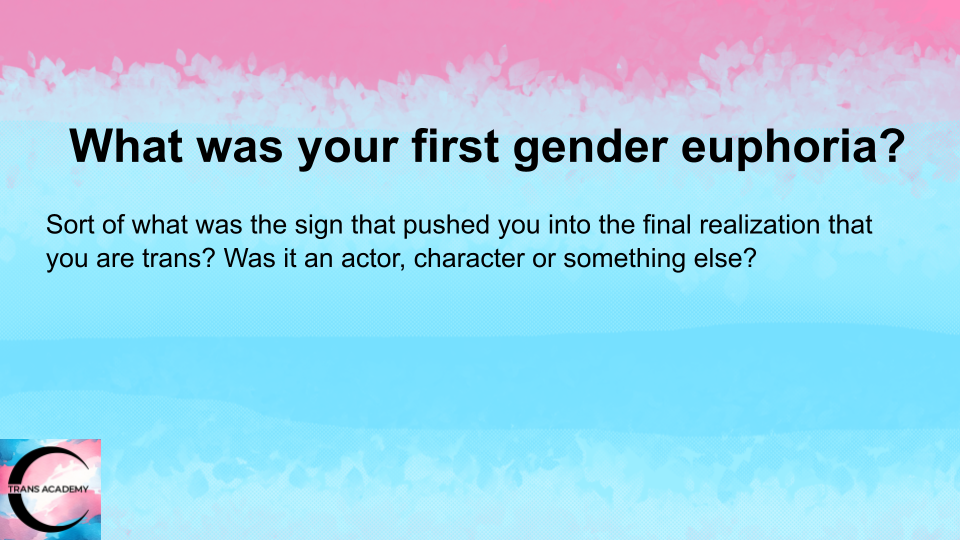 What was your first gender euphoria?
Sort of what was the sign that pushed you into the final realization that
you are trans? Was it an actor, character or something else?
TRANS ACADEMY